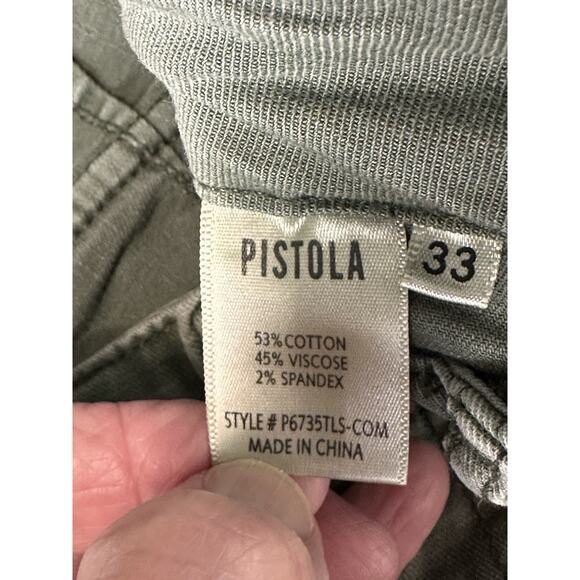 PISTOLA
33
53% COTTON
45% VISCOSE
2% SPANDEX
STYLE # P6735TLS-COM
MADE IN CHINA